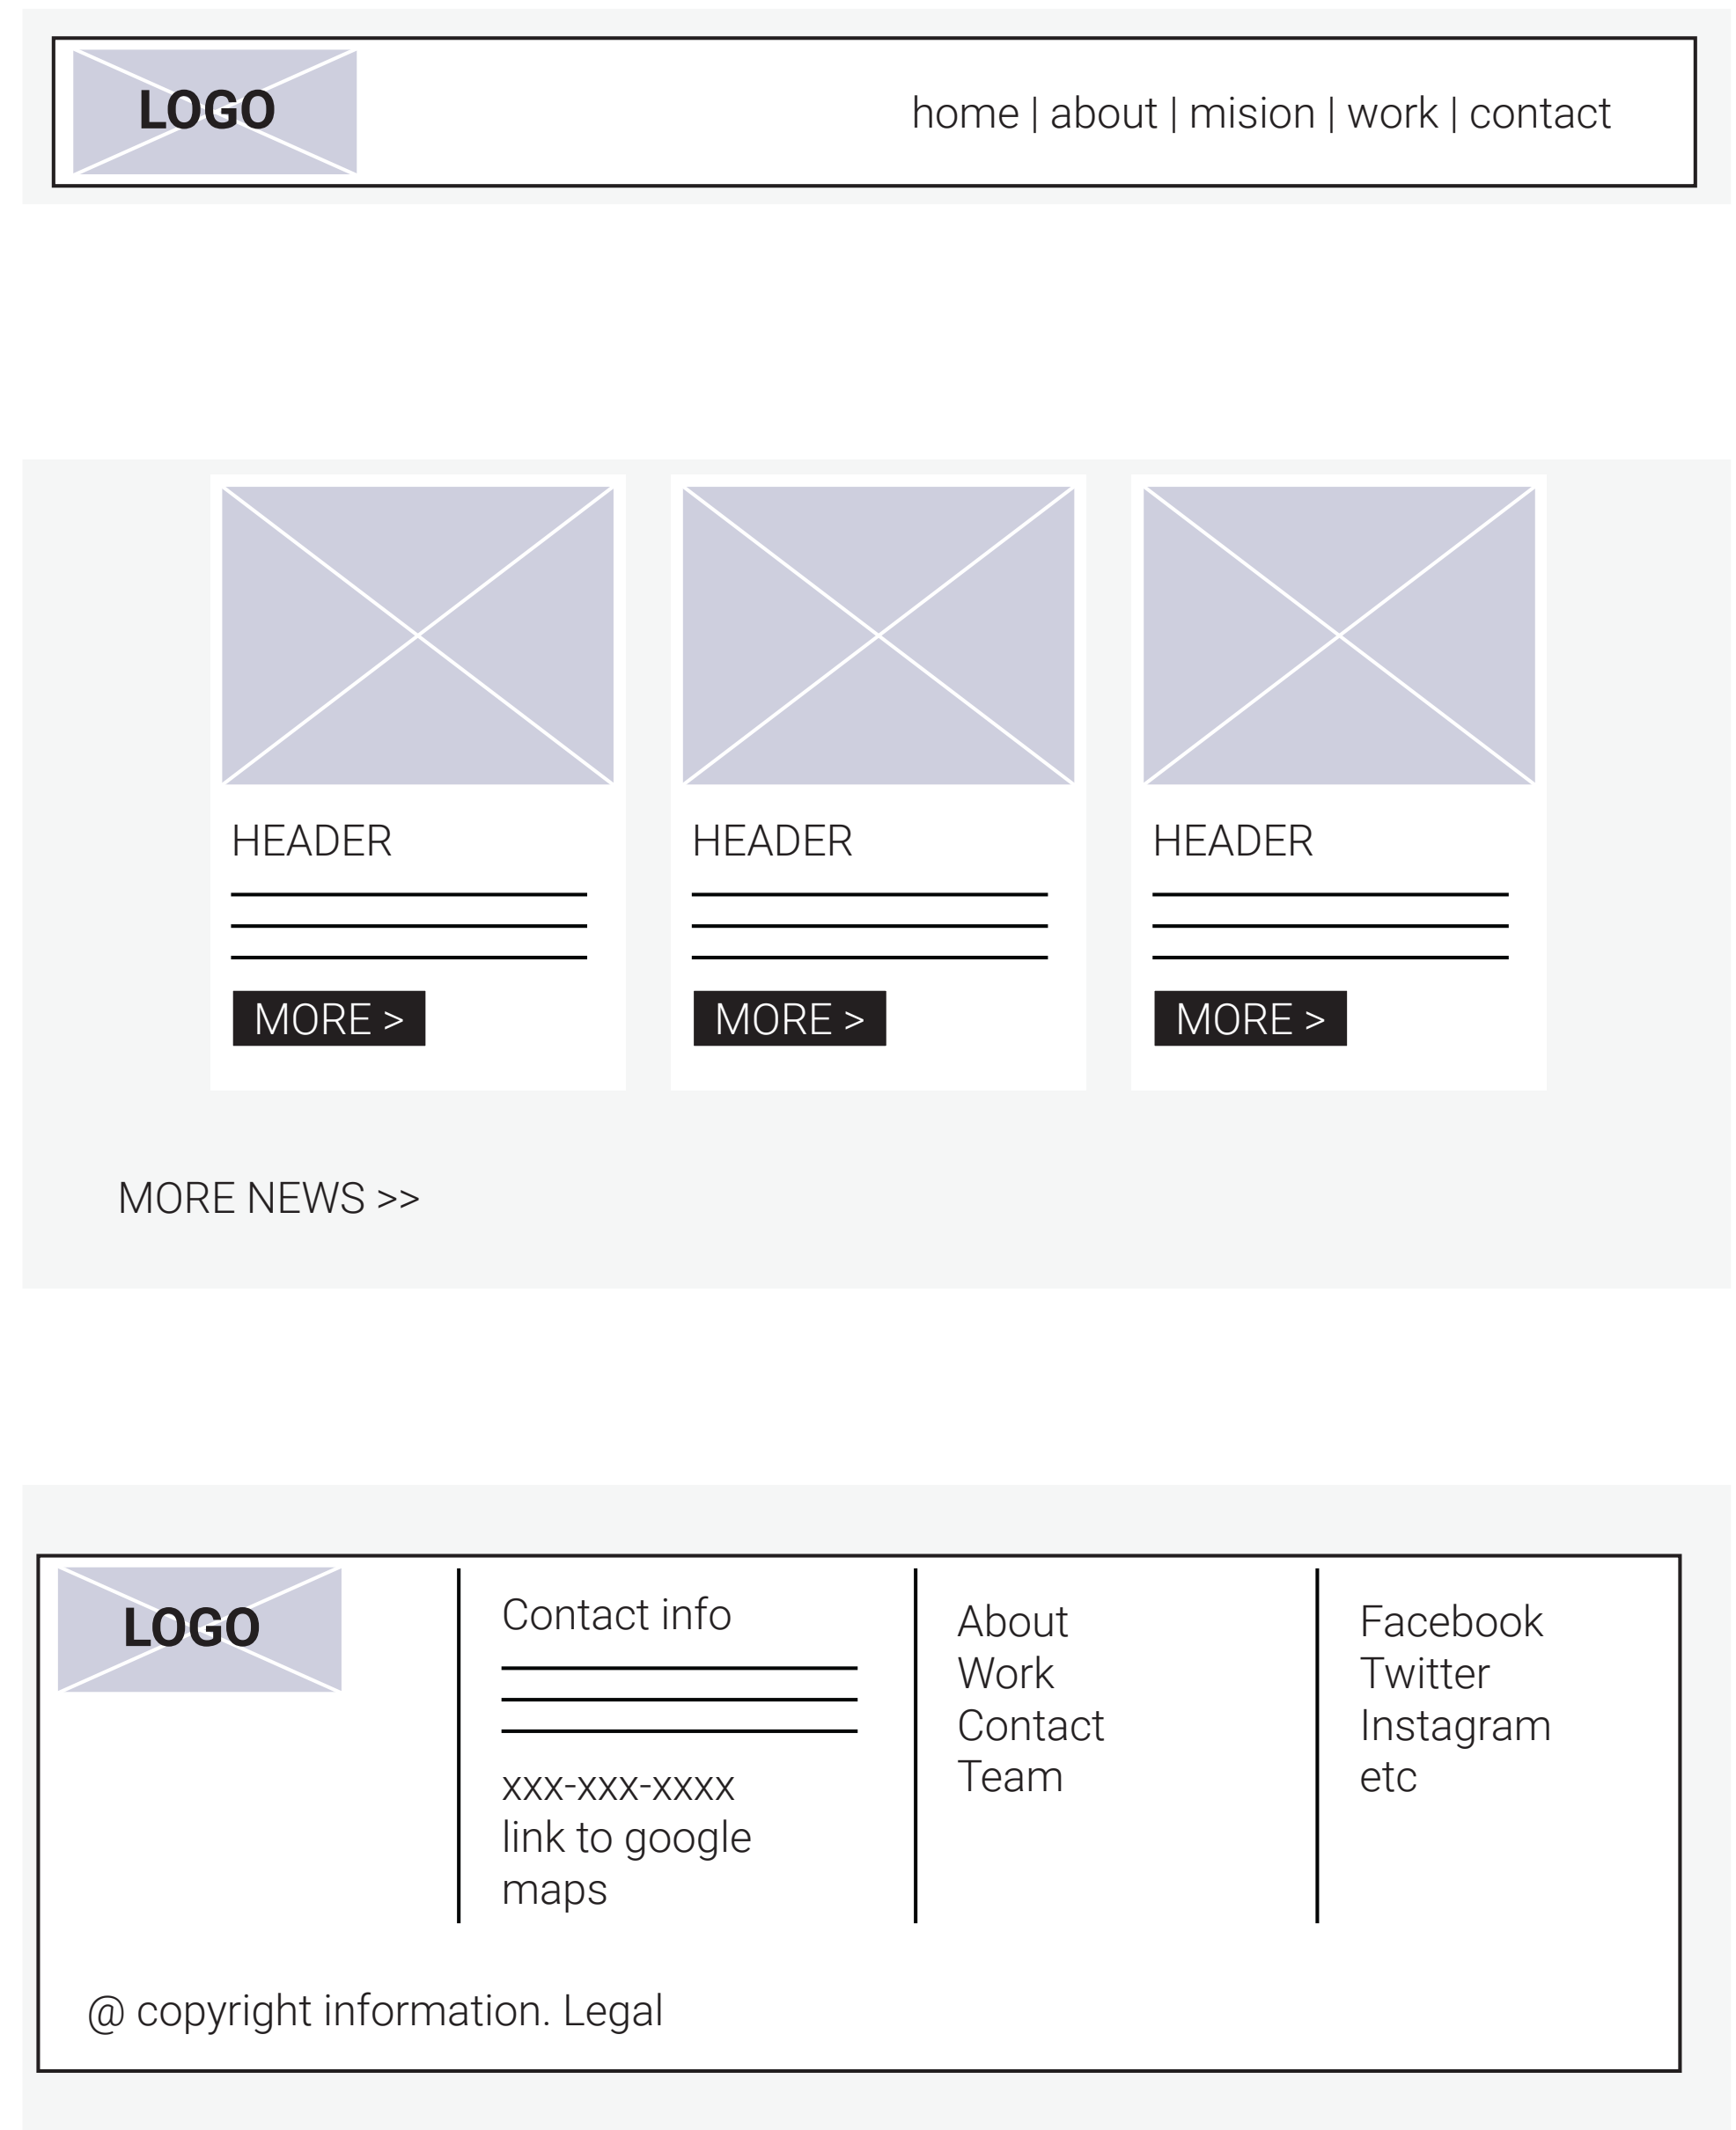 LOGO
home | about | mision | work | contact
HEADER
MORE >
HEADER
MORE >
HEADER
MORE >
MORE NEWS >>
LOGO
Contact info
xxx-xxx-xxxx
link to google
maps
About
Work
Contact
Team
Facebook
Twitter
Instagram
etc
@ copyright information. Legal